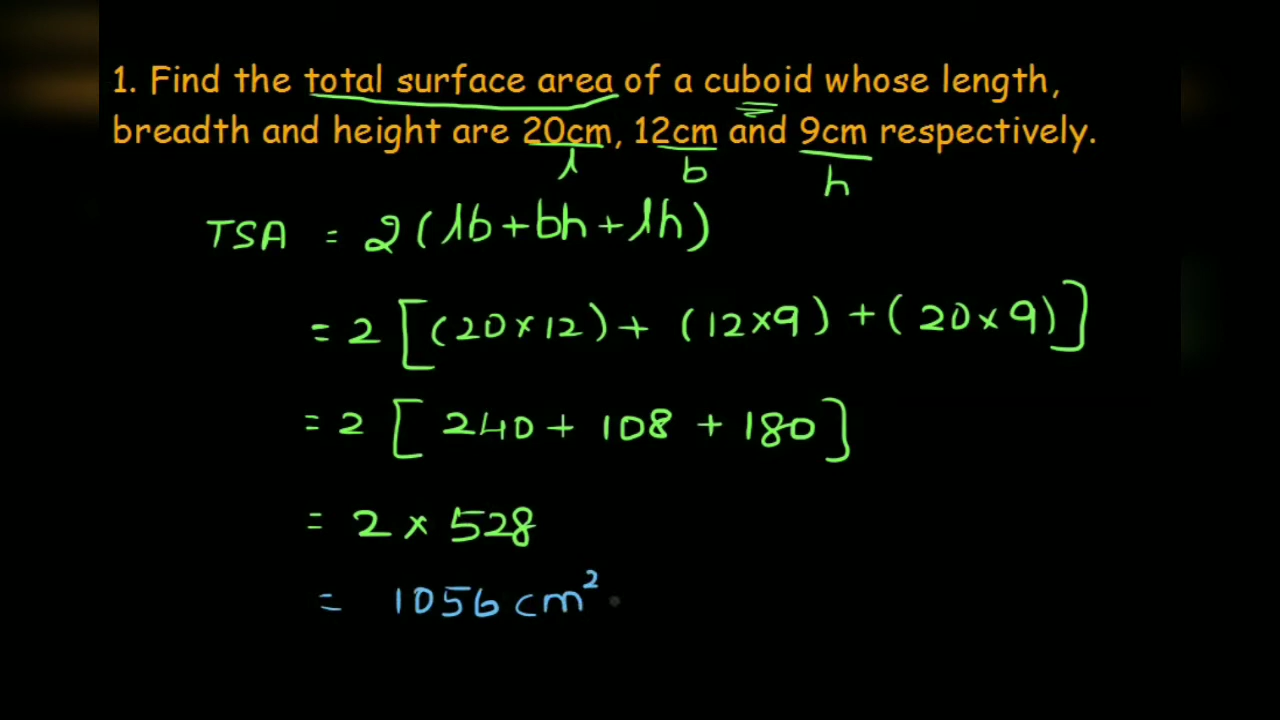 1. Find the total surface area of a cuboid whose length,
breadth and height are 20cm, 12cm and 9cm respectively.
l b h
TSA = 2(lb+bh+lh)
= 2[(20×12)+(12×9)+(20×9)]
= 2[240+108+180]
= 2×528
= 1056 cm²